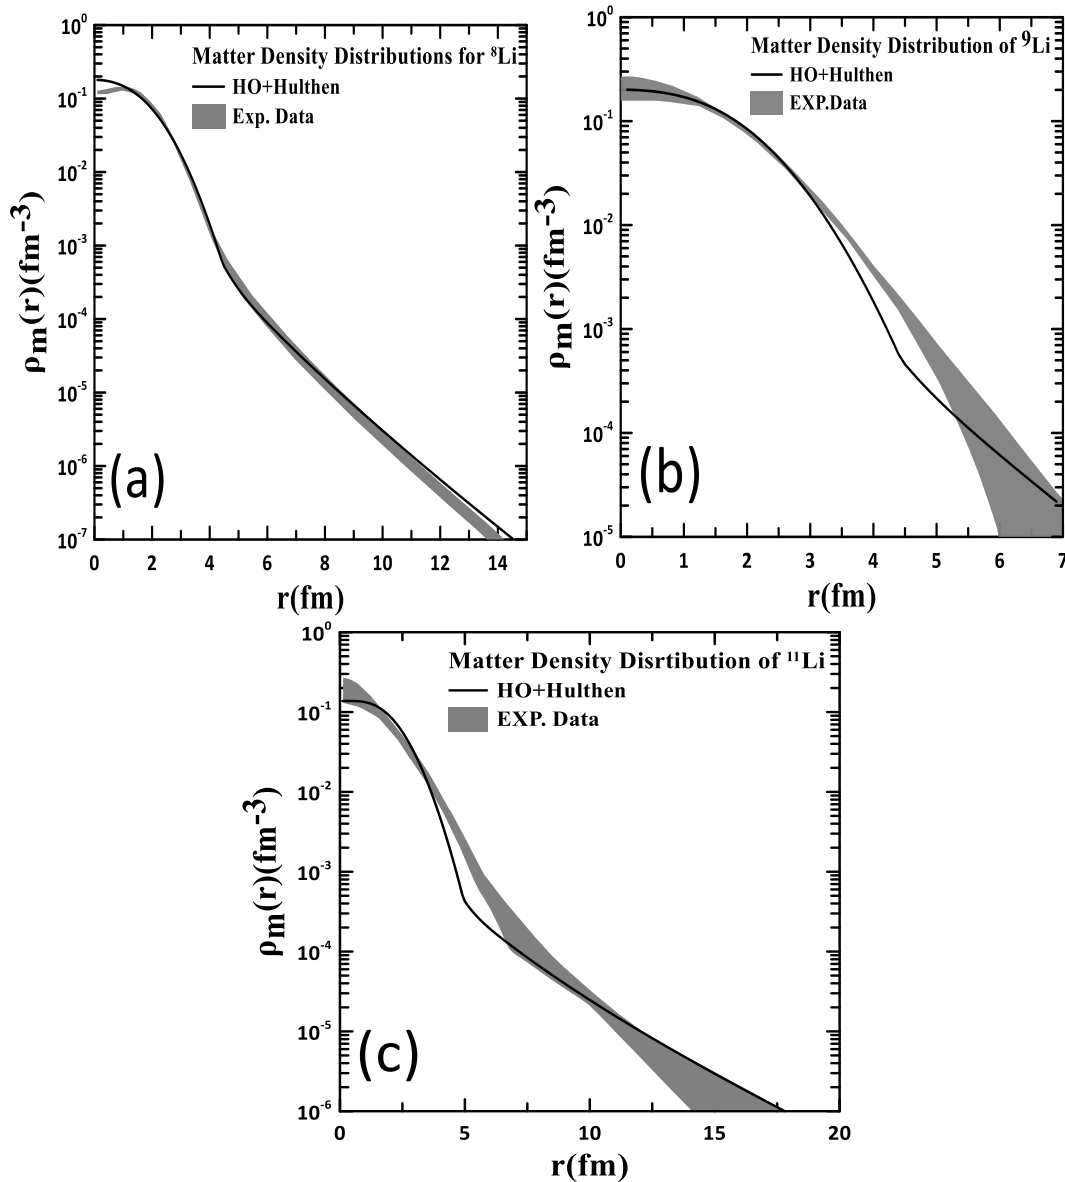 10⁰
10⁻¹
10⁻²
10⁻³
10⁻⁴
10⁻⁵
10⁻⁶
10⁻⁷
ρm(r)(fm⁻³)
Matter Density Distributions for ⁸Li
HO+Hulthen
Exp. Data
(a)
0 2 4 6 8 10 12 14
r(fm)
10⁰
10⁻¹
10⁻²
10⁻³
10⁻⁴
10⁻⁵
ρm(r)(fm⁻³)
Matter Density Distribution of ⁹Li
HO+Hulthen
EXP.Data
(b)
0 1 2 3 4 5 6 7
r(fm)
10⁰
10⁻¹
10⁻²
10⁻³
10⁻⁴
10⁻⁵
10⁻⁶
ρm(r)(fm⁻³)
Matter Density Disrtibution of ¹¹Li
HO+Hulthen
EXP. Data
(c)
0 5 10 15 20
r(fm)